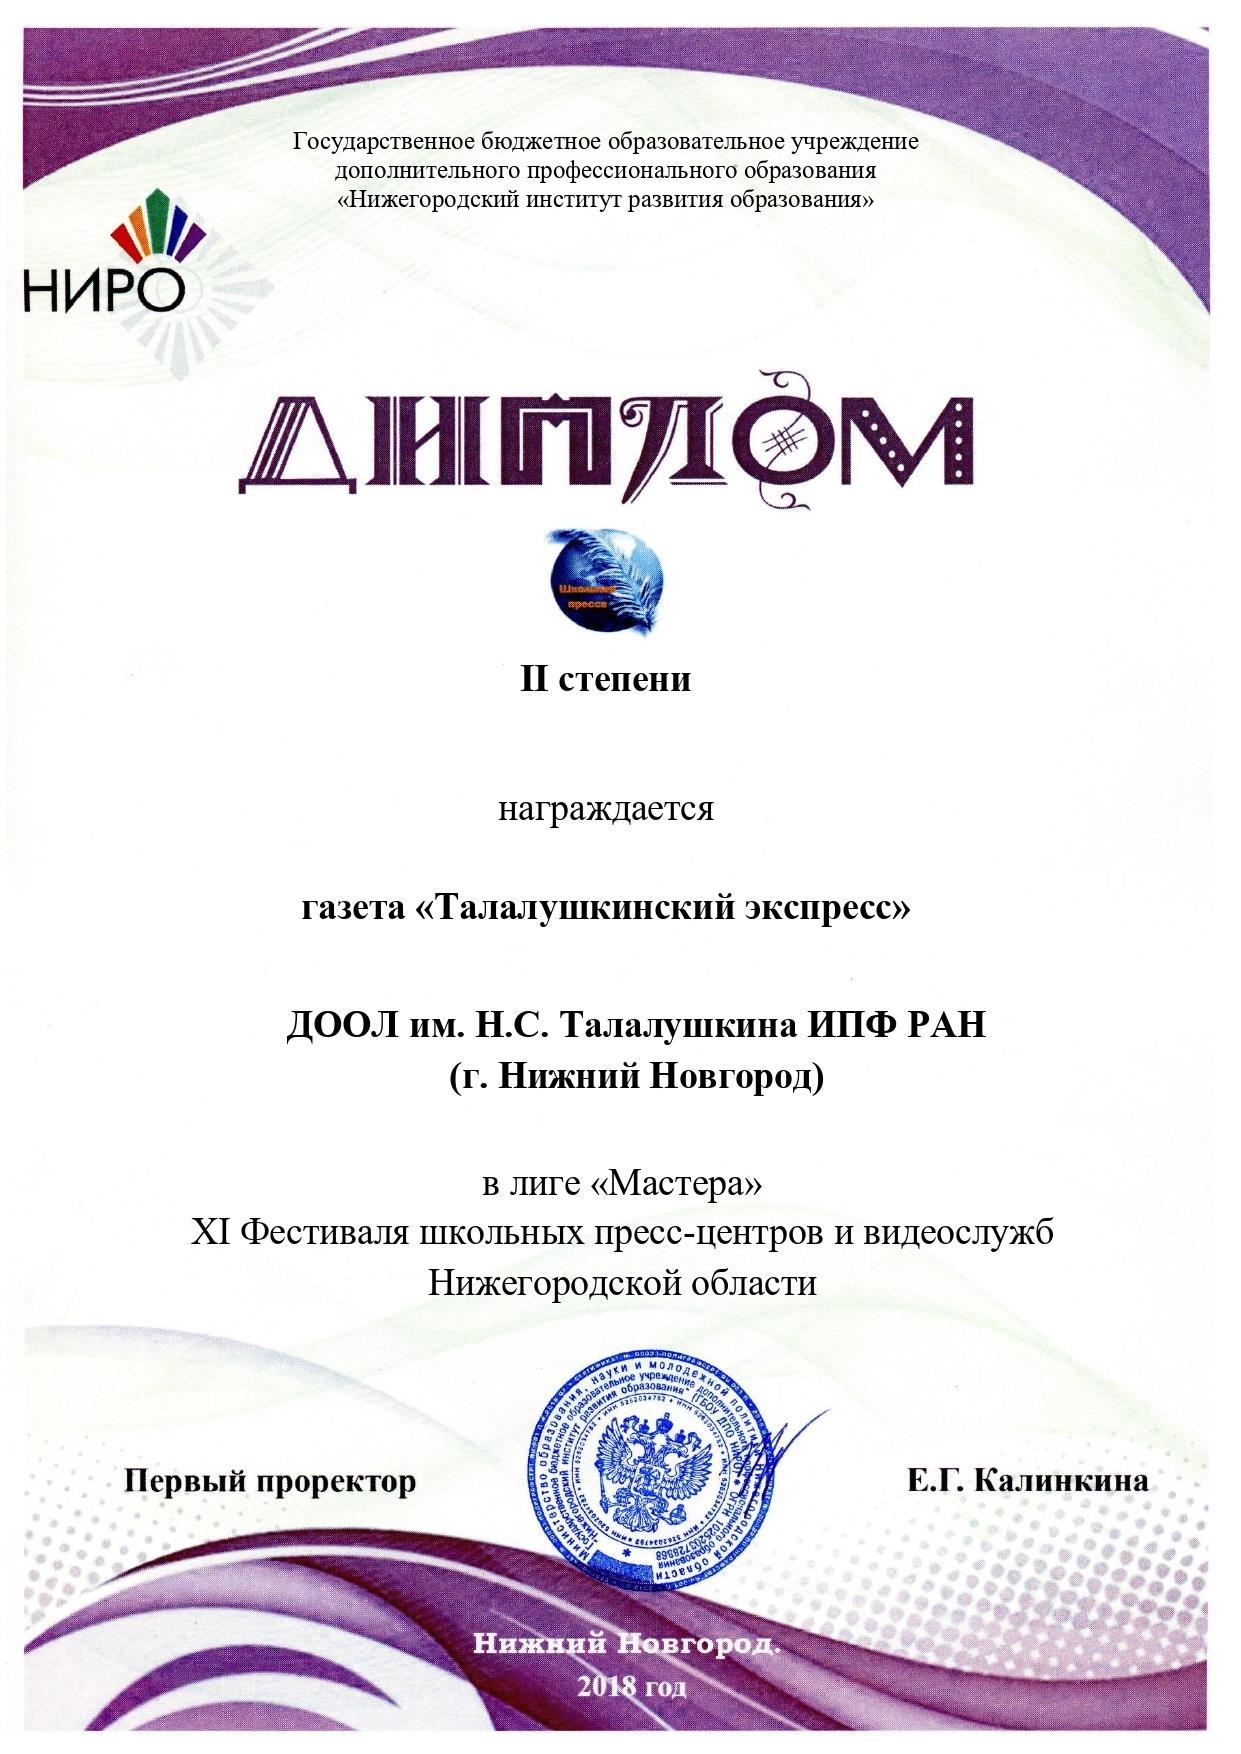 Государственное бюджетное образовательное учреждение
дополнительного профессионального образования
«Нижегородский институт развития образования»
НИРО
ДИПЛОМ
Школьная
пресса
II степени
награждается
газета «Талалушкинский экспресс»
ДООЛ им. Н.С. Талалушкина ИПФ РАН
(г. Нижний Новгород)
в лиге «Мастера»
XI Фестиваля школьных пресс-центров и видеослужб
Нижегородской области
Министерство образования, науки и молодежной политики Нижегородской области
Государственное бюджетное образовательное учреждение дополнительного профессионального образования
"Нижегородский институт развития образования" (ГБОУ ДПО НИРО)
Первый проректор
Е.Г. Калинкина
Нижний Новгород.
2018 год